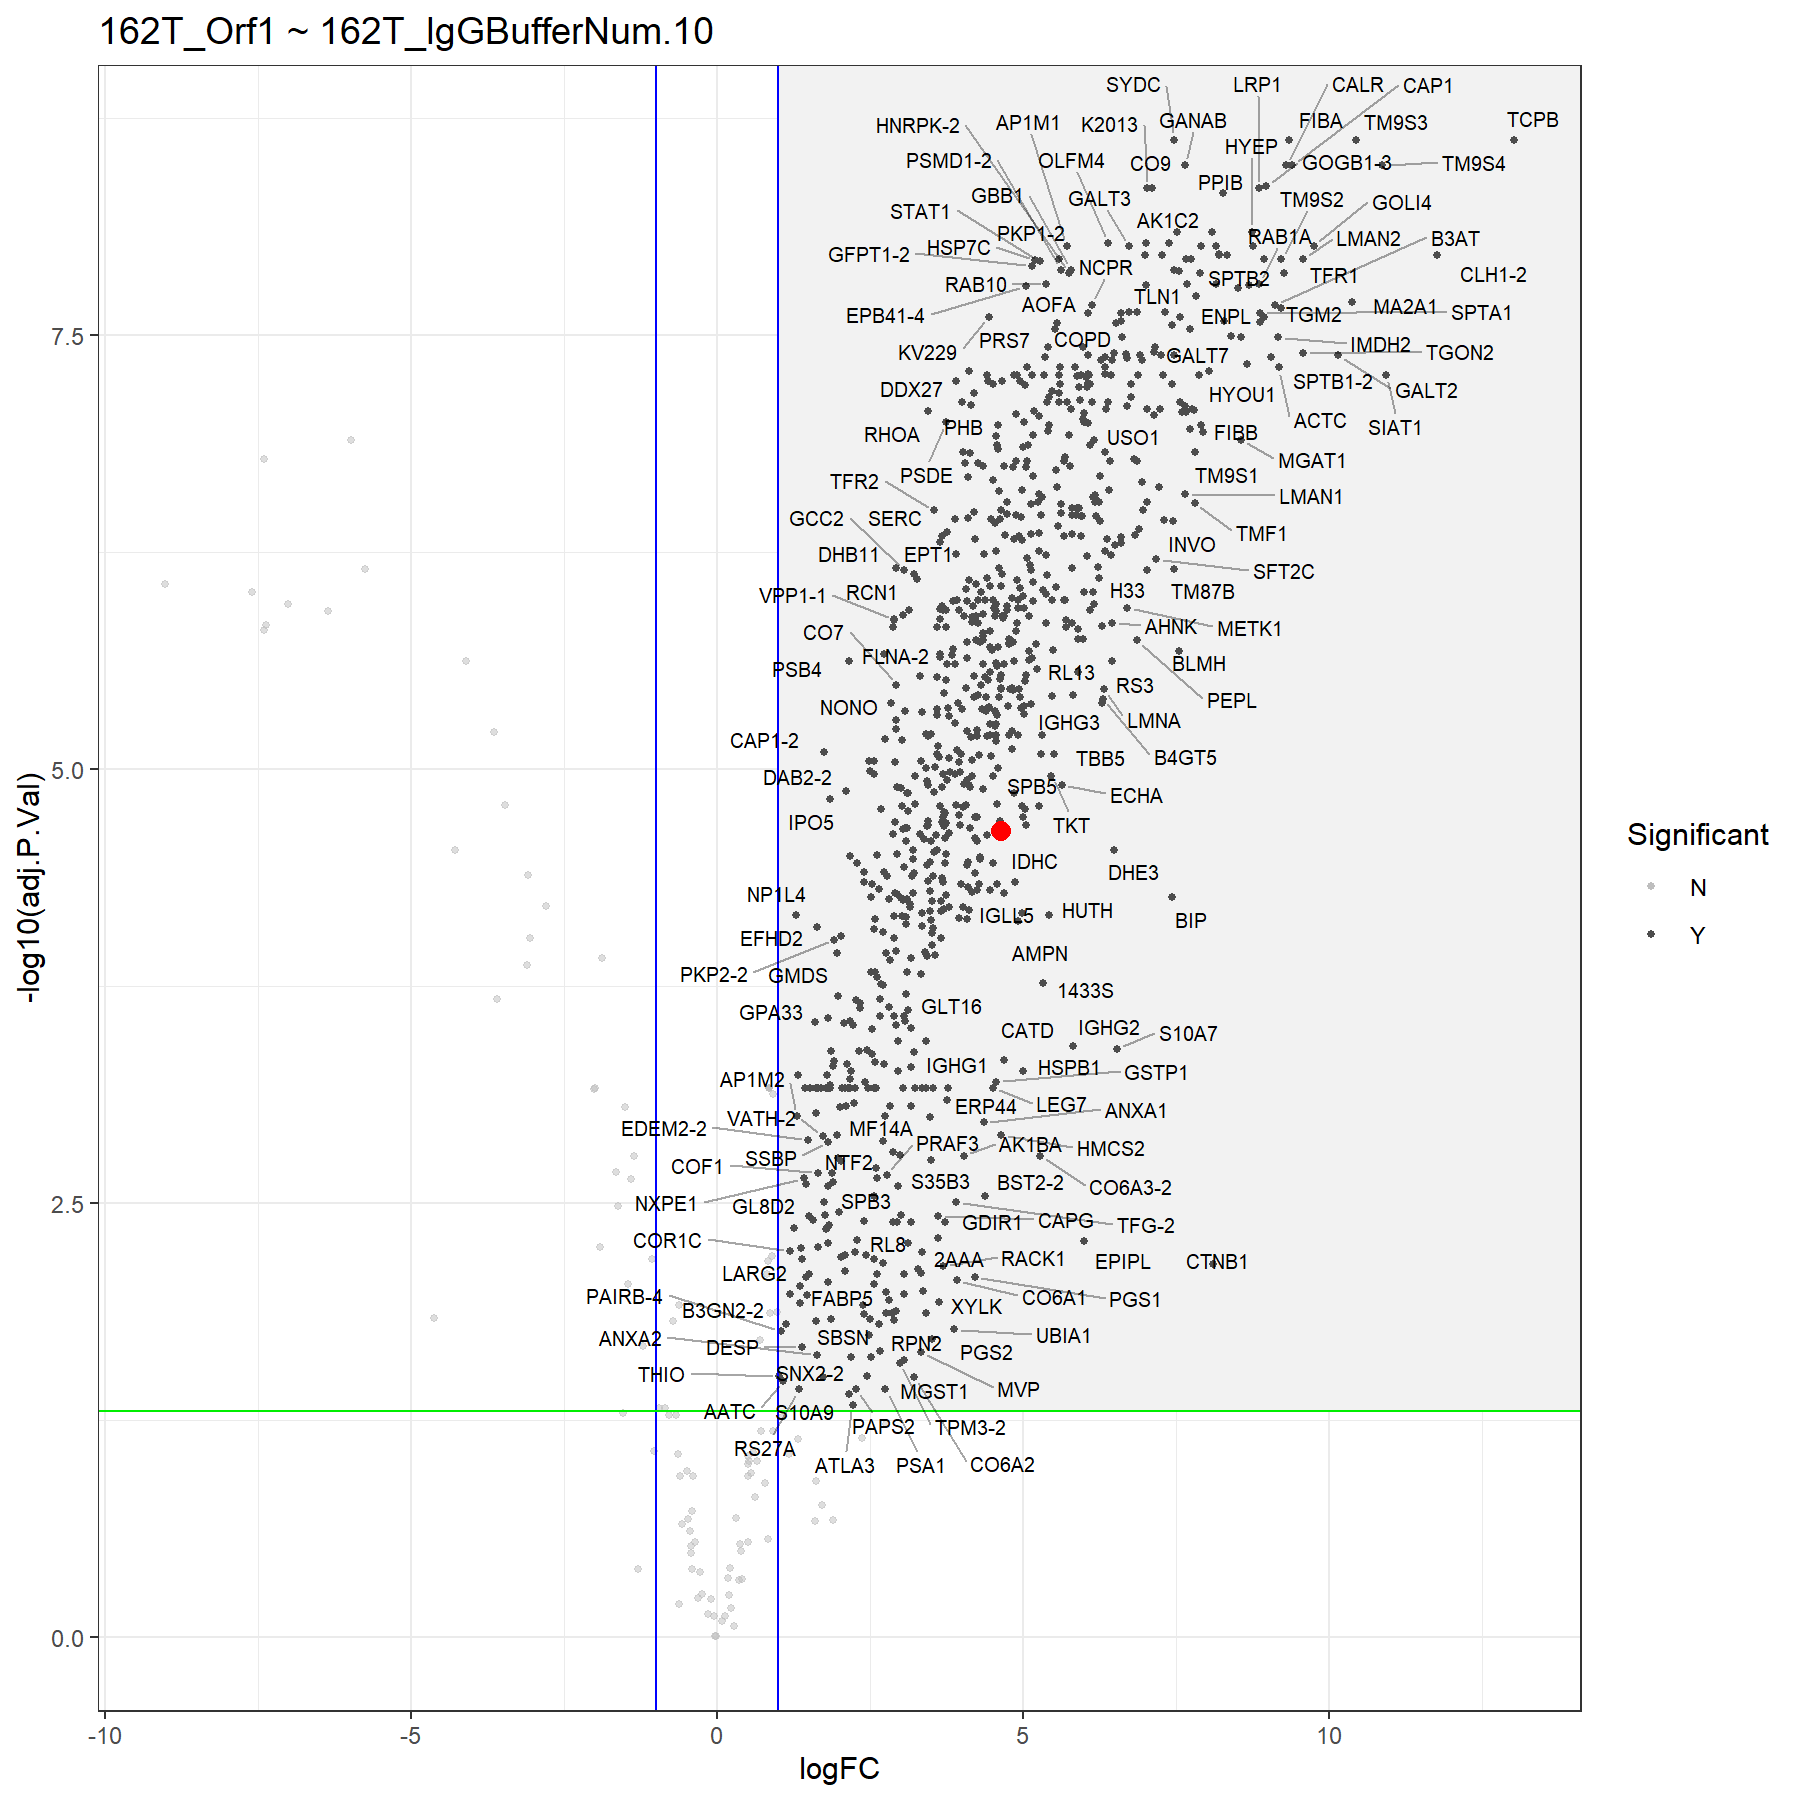 162T_Orf1 ~ 162T_IgGBufferNum.10
SYDC
LRP1
CALR
CAP1
HNRPK-2
AP1M1
K2013
GANAB
FIBA
TM9S3
TCPB
PSMD1-2
OLFM4
CO9
HYEP
GOGB1-3
TM9S4
GBB1
GALT3
PPIB
TM9S2
GOLI4
STAT1
AK1C2
PKP1-2
RAB1A
LMAN2
B3AT
GFPT1-2
HSP7C
NCPR
SPTB2
TFR1
CLH1-2
RAB10
AOFA
TLN1
EPB41-4
ENPL
TGM2
MA2A1
SPTA1
KV229
PRS7
COPD
GALT7
IMDH2
TGON2
DDX27
HYOU1
SPTB1-2
GALT2
RHOA
PHB
USO1
FIBB
ACTC
SIAT1
PSDE
MGAT1
TFR2
TM9S1
LMAN1
GCC2
SERC
TMF1
DHB11
EPT1
INVO
SFT2C
VPP1-1
RCN1
H33
TM87B
CO7
AHNK
METK1
PSB4
FLNA-2
RL13
BLMH
NONO
RS3
PEPL
CAP1-2
IGHG3
LMNA
DAB2-2
TBB5
B4GT5
SPB5
ECHA
IPO5
TKT
IDHC
DHE3
NP1L4
IGLL5
HUTH
BIP
EFHD2
AMPN
PKP2-2
GMDS
1433S
GPA33
GLT16
CATD
IGHG2
S10A7
AP1M2
IGHG1
HSPB1
GSTP1
VATH-2
ERP44
LEG7
ANXA1
EDEM2-2
MF14A
PRAF3
AK1BA
HMCS2
COF1
SSBP
NTF2
S35B3
BST2-2
CO6A3-2
NXPE1
GL8D2
SPB3
GDIR1
CAPG
TFG-2
COR1C
RL8
2AAA
RACK1
EPIPL
CTNB1
LARG2
PAIRB-4
B3GN2-2
FABP5
XYLK
CO6A1
PGS1
ANXA2
DESP
SBSN
RPN2
PGS2
UBIA1
THIO
SNX2-2
MGST1
MVP
AATC
S10A9
PAPS2
TPM3-2
RS27A
ATLA3
PSA1
CO6A2
7.5
5.0
2.5
0.0
-10
-5
0
5
10
logFC
-log10(adj.P.Val)
Significant
N
Y